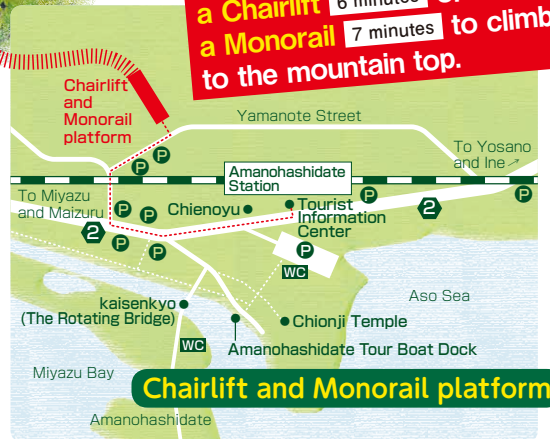 a Chairlift 6 minutes
a Monorail 7 minutes to climb
to the mountain top.
Chairlift
and
Monorail
platform
Yamanote Street
To Yosano
and Ine
Amanohashidate
Station
To Miyazu
and Maizuru
P
P
P
P
P
P
P
P
P
2
2
Chienoyu
Tourist
Information
Center
WC
kaisenkyo
(The Rotating Bridge)
Aso Sea
Chionji Temple
WC
Amanohashidate Tour Boat Dock
Miyazu Bay
Chairlift and Monorail platform
Amanohashidate